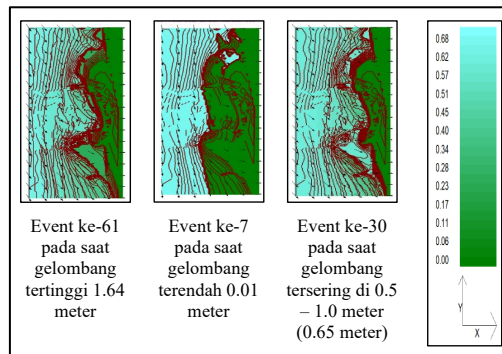 Event ke-61
pada saat
gelombang
tertinggi 1.64
meter
Event ke-7
pada saat
gelombang
terendah 0.01
meter
Event ke-30
pada saat
gelombang
tersering di 0.5
– 1.0 meter
(0.65 meter)
0.68
0.62
0.57
0.52
0.45
0.40
0.34
0.29
0.23
0.17
0.11
0.06
0.00
Y
X